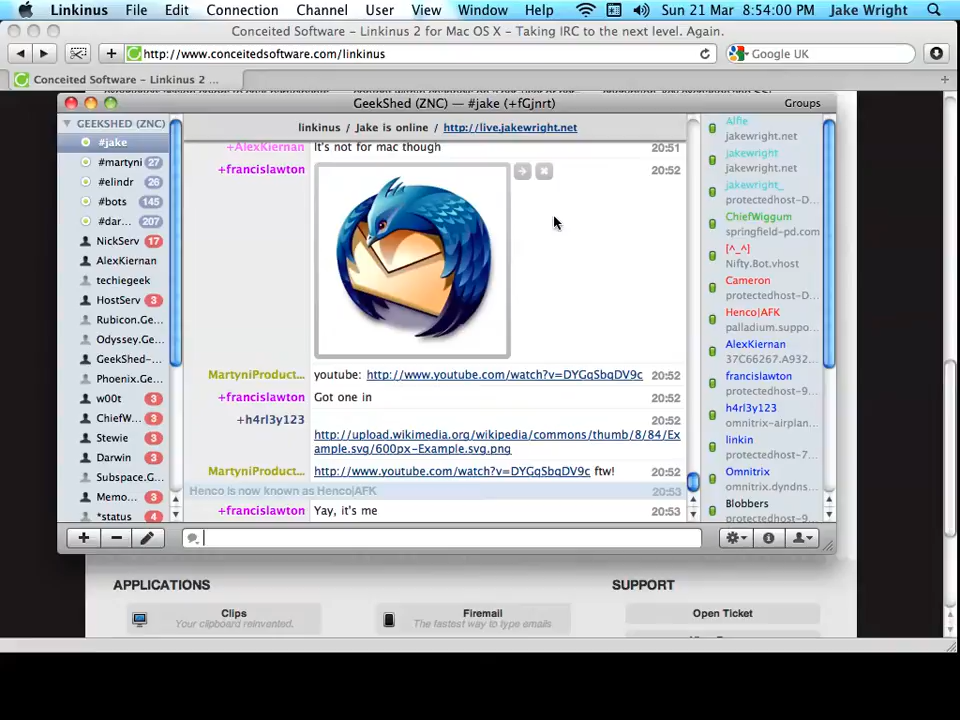 Linkinus File Edit Connection Channel User View Window Help Sun 21 Mar 8:54:00 PM Jake Wright
Conceited Software - Linkinus 2 for Mac OS X - Taking IRC to the next level. Again.
http://www.conceitedsoftware.com/linkinus
Google UK
Conceited Software - Linkinus 2 ...
GeekShed (ZNC) — #jake (+fGjnrt)
Groups
GEEKSHED (ZNC)
#jake
#martyni 27
#elindr 26
#bots 145
#dar... 207
NickServ 17
AlexKiernan
techiegeek
HostServ 3
Rubicon.Ge...
Odyssey.Ge...
GeekShed-...
Phoenix.Ge...
w00t 3
ChiefW... 3
Stewie 3
Darwin 3
Subspace.G...
Memo... 3
*status 4
linkinus / Jake is online / http://live.jakewright.net
+AlexKiernan It's not for mac though 20:51
+francislawton 20:52
MartyniProduct... youtube: http://www.youtube.com/watch?v=DYGqSbqDV9c 20:52
+francislawton Got one in 20:52
+h4rl3y123 20:52
http://upload.wikimedia.org/wikipedia/commons/thumb/8/84/Ex
ample.svg/600px-Example.svg.png
MartyniProduct... http://www.youtube.com/watch?v=DYGqSbqDV9c ftw! 20:52
Henco is now known as Henco|AFK 20:53
+francislawton Yay, it's me 20:53
Alfie
jakewright.net
jakewright
jakewright.net
jakewright_
protectedhost-D...
ChiefWiggum
springfield-pd.com
[^_^]
Nifty.Bot.vhost
Cameron
protectedhost-D...
Henco|AFK
palladium.suppo...
AlexKiernan
37C66267.A932...
francislawton
protectedhost-9...
h4rl3y123
omnitrix-airplan...
linkin
protectedhost-7...
Omnitrix
omnitrix.dyndns...
Blobbers
protectedhost-9...
APPLICATIONS
SUPPORT
Clips
Your clipboard reinvented.
Firemail
The fastest way to type emails
Open Ticket